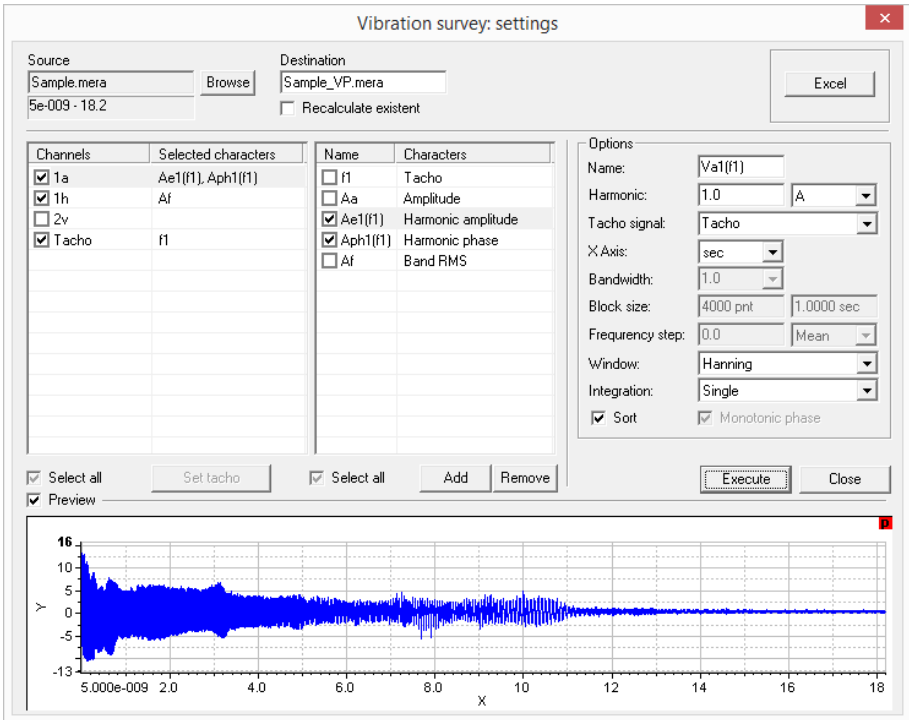 Vibration survey: settings
Source
Destination
Sample.mera
Browse
Sample_VP.mera
Excel
5e-009 - 18.2
Recalculate existent
Channels Selected characters
1a Ae1(f1), Aph1(f1)
1h Af
2v
Tacho f1
Name Characters
f1 Tacho
Aa Amplitude
Ae1(f1) Harmonic amplitude
Aph1(f1) Harmonic phase
Af Band RMS
Options
Name: Va1(f1)
Harmonic: 1.0 A
Tacho signal: Tacho
X Axis: sec
Bandwidth: 1.0
Block size: 4000 pnt 1.0000 sec
Frequrency step: 0.0 Mean
Window: Hanning
Integration: Single
Sort Monotonic phase
Select all Set tacho Select all Add Remove
Execute Close
Preview
p
16
10
5
0
-5
-13
Y
5.000e-009 2.0 4.0 6.0 8.0 10 12 14 16 18
X